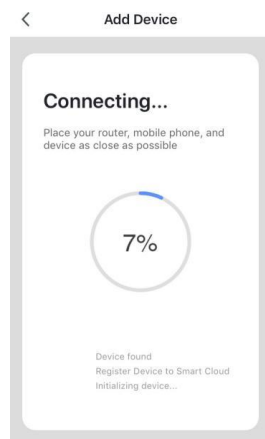 Add Device
Connecting...
Place your router, mobile phone, and
device as close as possible
7%
Device found
Register Device to Smart Cloud
Initializing device...